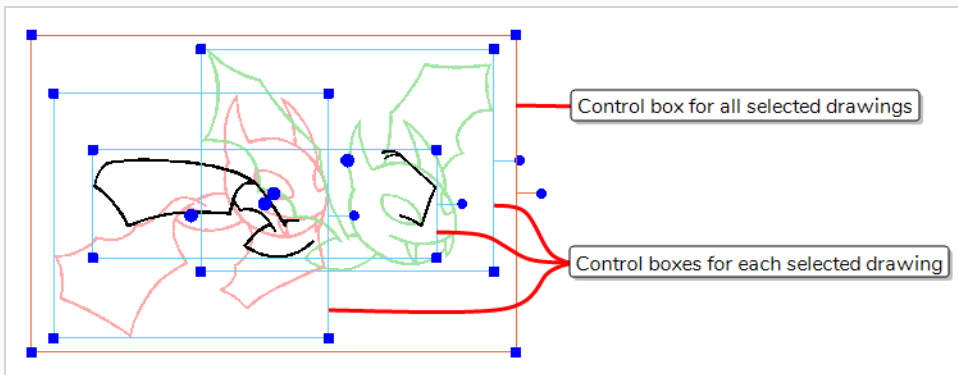 Control box for all selected drawings
Control boxes for each selected drawing